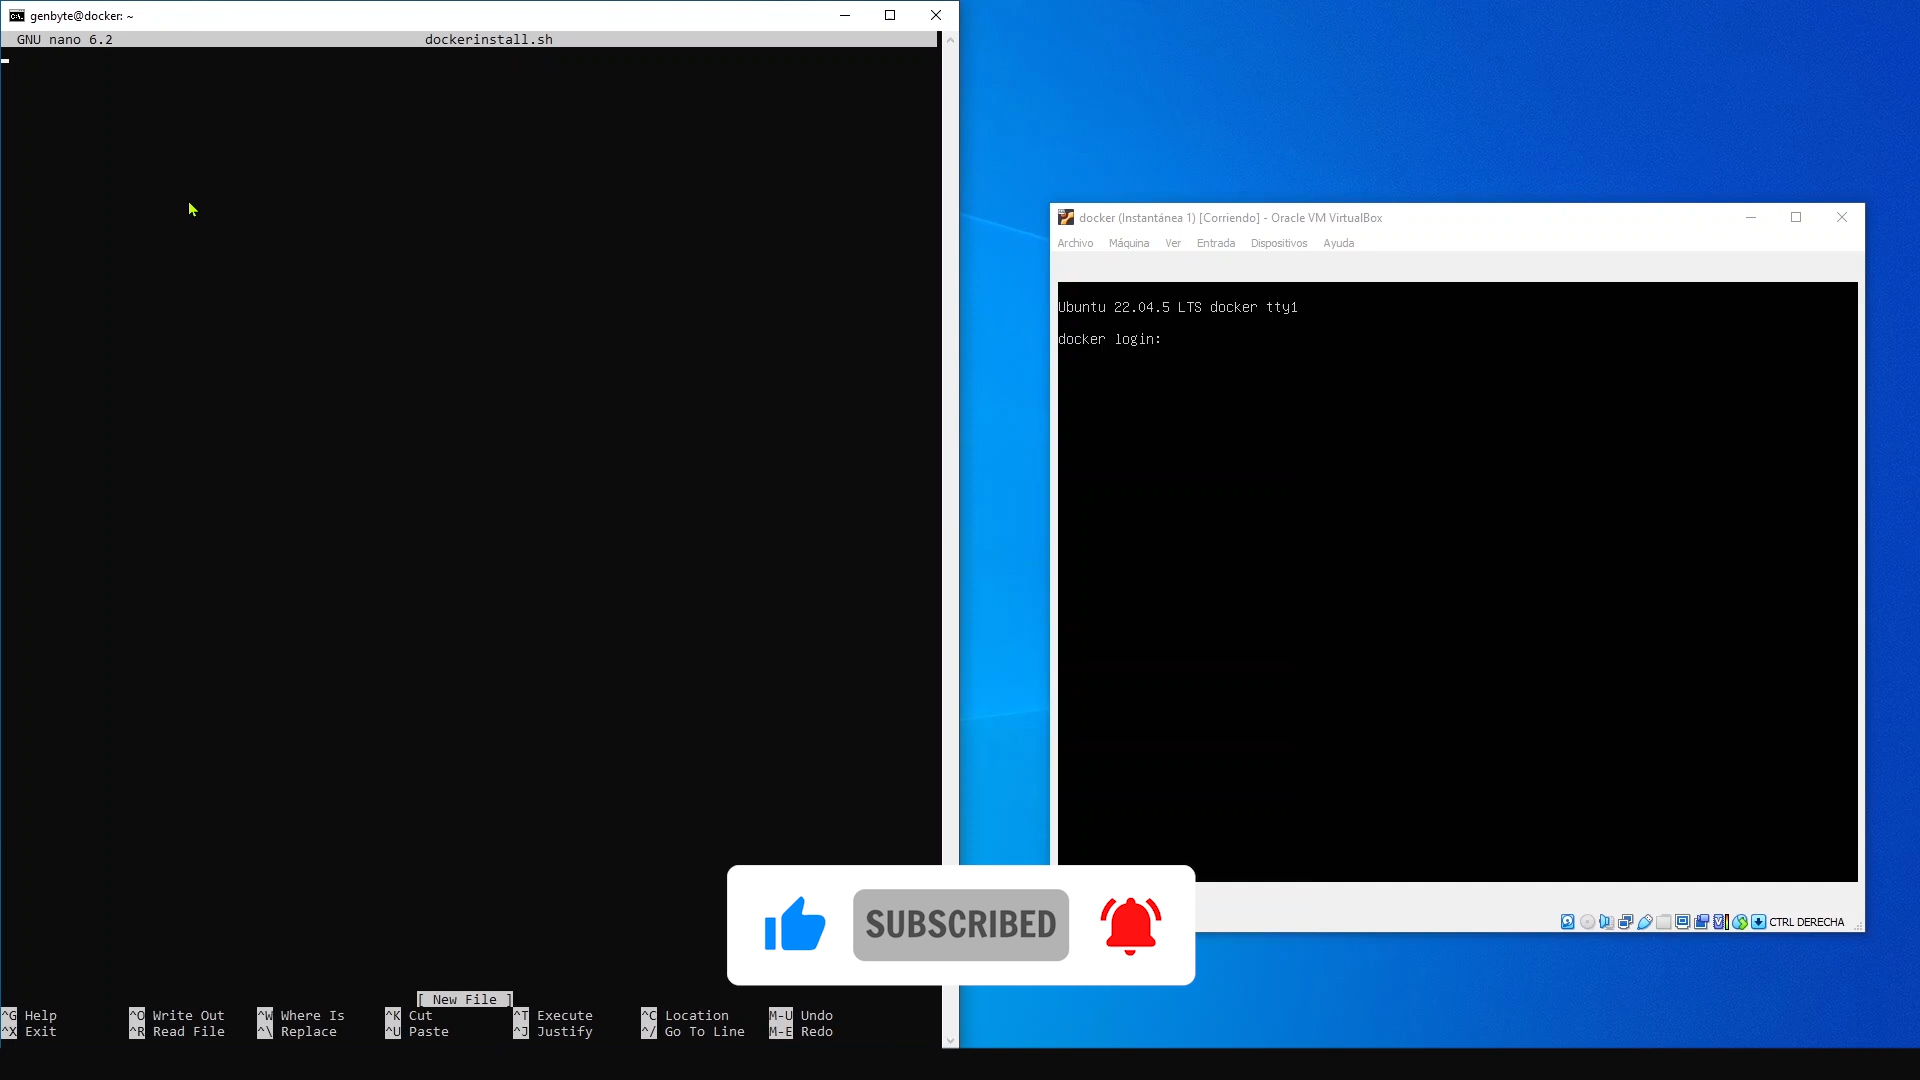 genbyte@docker: ~
GNU nano 6.2 dockerinstall.sh
[ New File ]
^G Help ^O Write Out ^W Where Is ^K Cut ^T Execute ^C Location M-U Undo
^X Exit ^R Read File ^\ Replace ^U Paste ^J Justify ^/ Go To Line M-E Redo
docker (Instantánea 1) [Corriendo] - Oracle VM VirtualBox
Archivo Máquina Ver Entrada Dispositivos Ayuda
Ubuntu 22.04.5 LTS docker tty1
docker login:
CTRL DERECHA
SUBSCRIBED